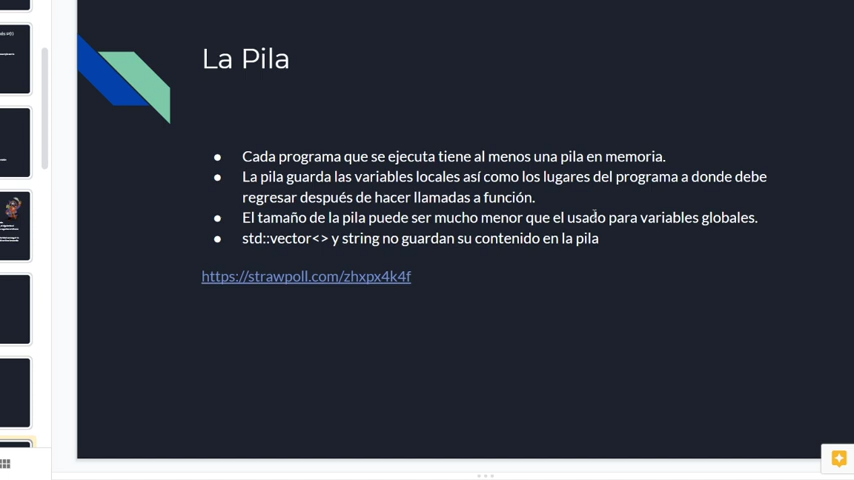 La Pila
● Cada programa que se ejecuta tiene al menos una pila en memoria.
● La pila guarda las variables locales así como los lugares del programa a donde debe
regresar después de hacer llamadas a función.
● El tamaño de la pila puede ser mucho menor que el usado para variables globales.
● std::vector<> y string no guardan su contenido en la pila
https://strawpoll.com/zhxpx4k4f